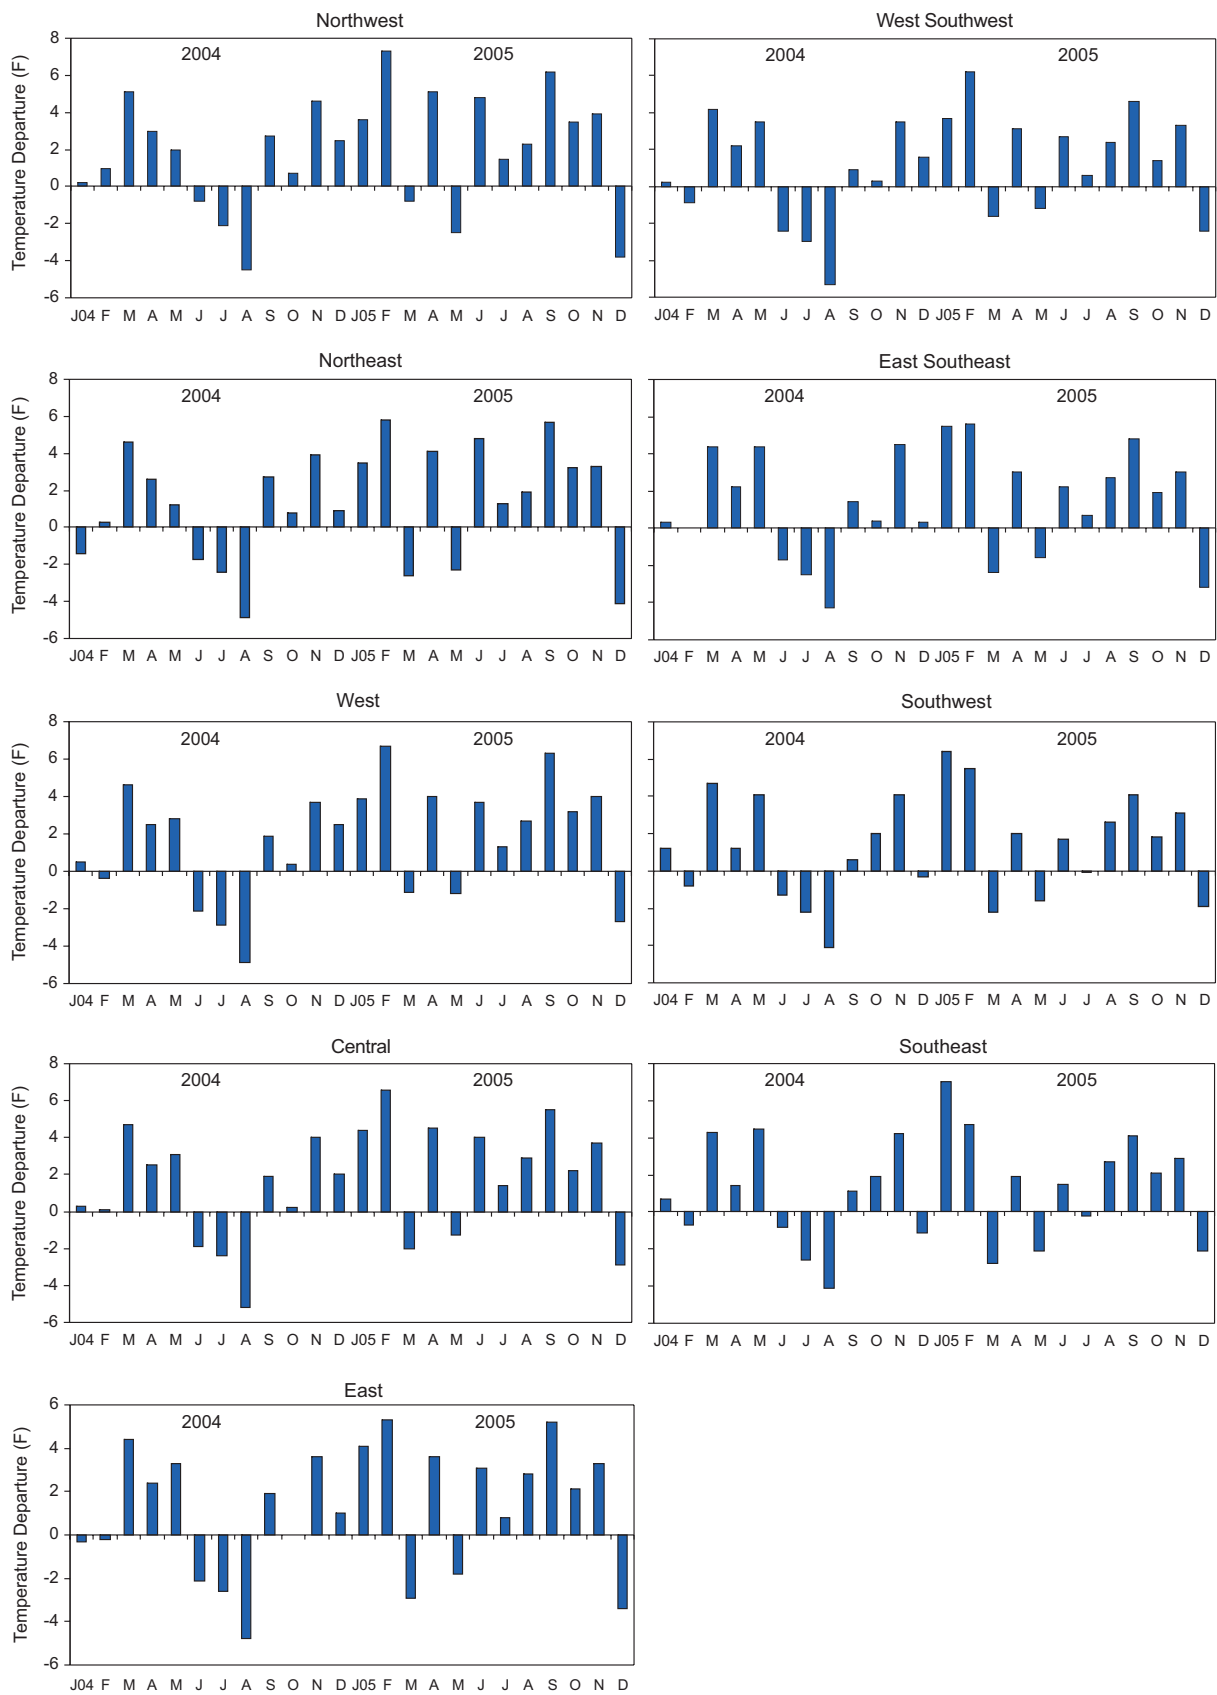 Northwest
Temperature Departure (F)
8
6
4
2
0
-2
-4
-6
2004
2005
J04 F M A M J J A S O N D J05 F M A M J J A S O N D
West Southwest
2004
2005
J04 F M A M J J A S O N D J05 F M A M J J A S O N D
Northeast
Temperature Departure (F)
8
6
4
2
0
-2
-4
-6
2004
2005
J04 F M A M J J A S O N D J05 F M A M J J A S O N D
East Southeast
2004
2005
J04 F M A M J J A S O N D J05 F M A M J J A S O N D
West
Temperature Departure (F)
8
6
4
2
0
-2
-4
-6
2004
2005
J04 F M A M J J A S O N D J05 F M A M J J A S O N D
Southwest
2004
2005
J04 F M A M J J A S O N D J05 F M A M J J A S O N D
Central
Temperature Departure (F)
8
6
4
2
0
-2
-4
-6
2004
2005
J04 F M A M J J A S O N D J05 F M A M J J A S O N D
Southeast
2004
2005
J04 F M A M J J A S O N D J05 F M A M J J A S O N D
East
Temperature Departure (F)
6
4
2
0
-2
-4
-6
2004
2005
J04 F M A M J J A S O N D J05 F M A M J J A S O N D